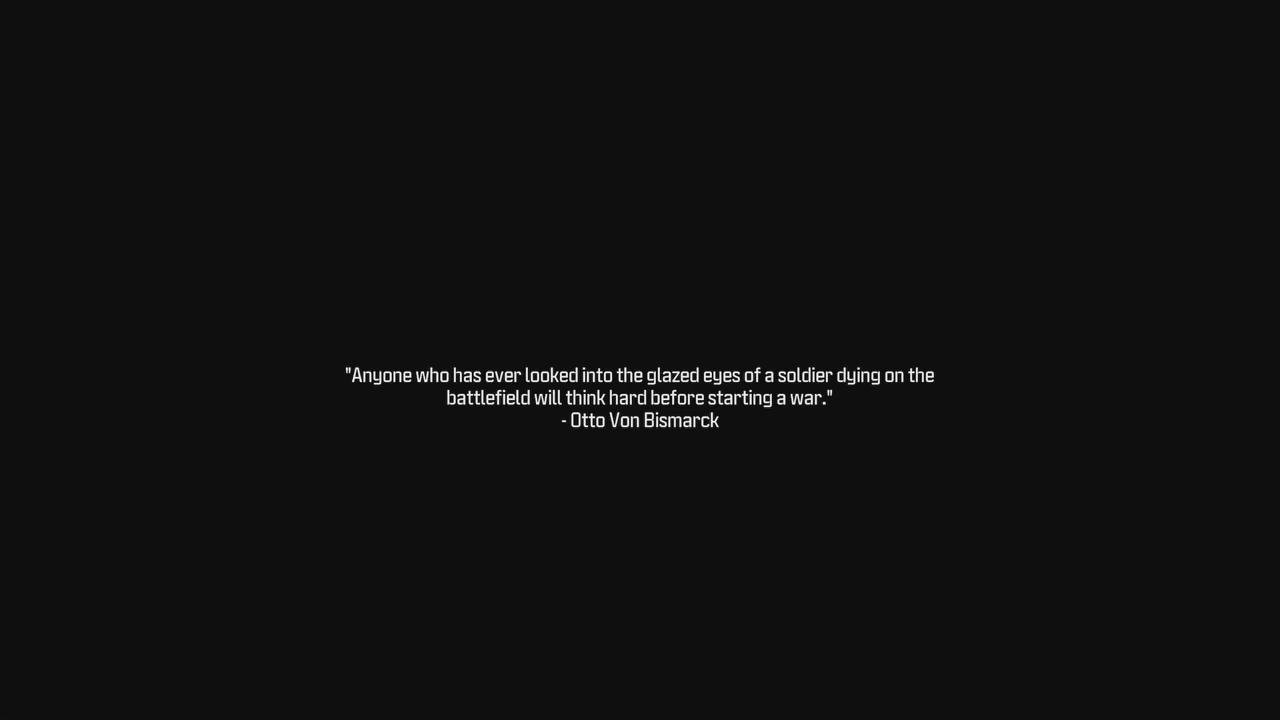 "Anyone who has ever looked into the glazed eyes of a soldier dying on the
battlefield will think hard before starting a war."
- Otto Von Bismarck